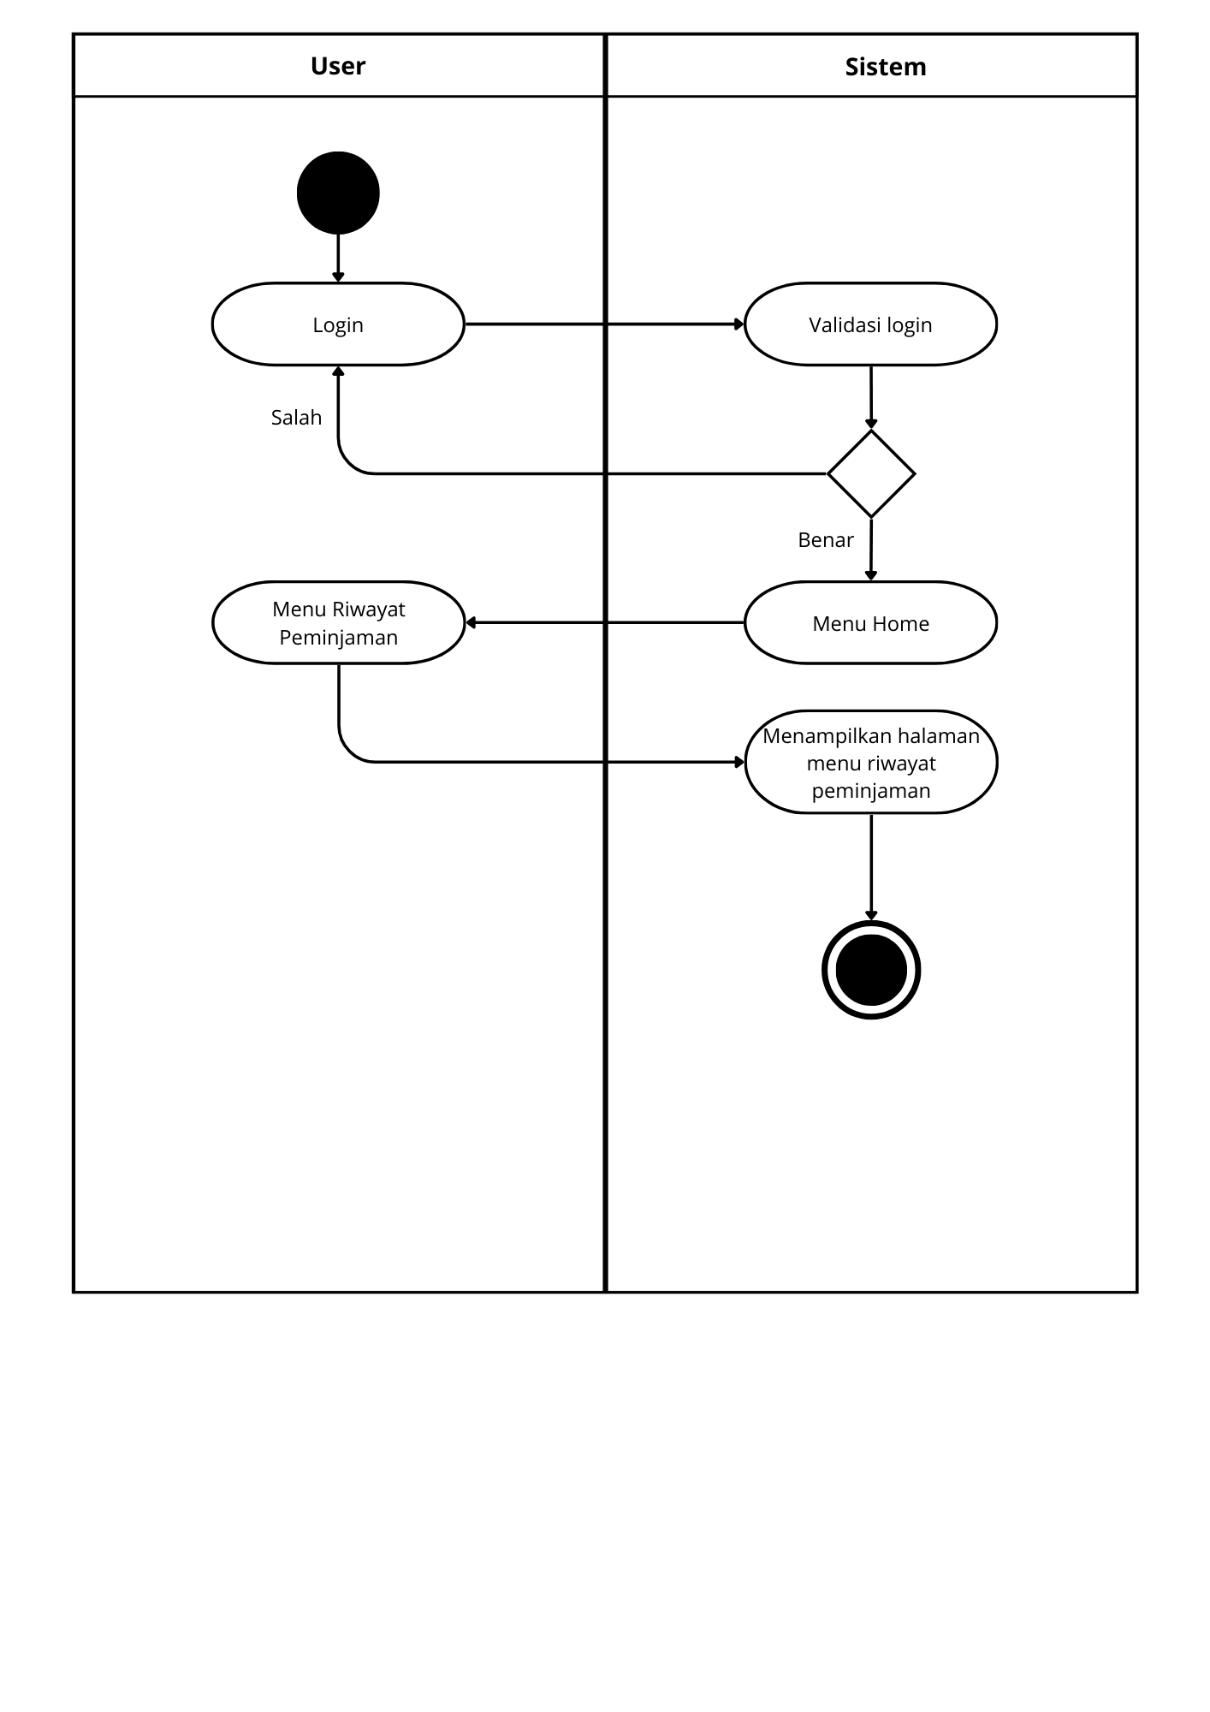 User
Sistem
Login
Validasi login
Salah
Benar
Menu Riwayat
Peminjaman
Menu Home
Menampilkan halaman
menu riwayat
peminjaman